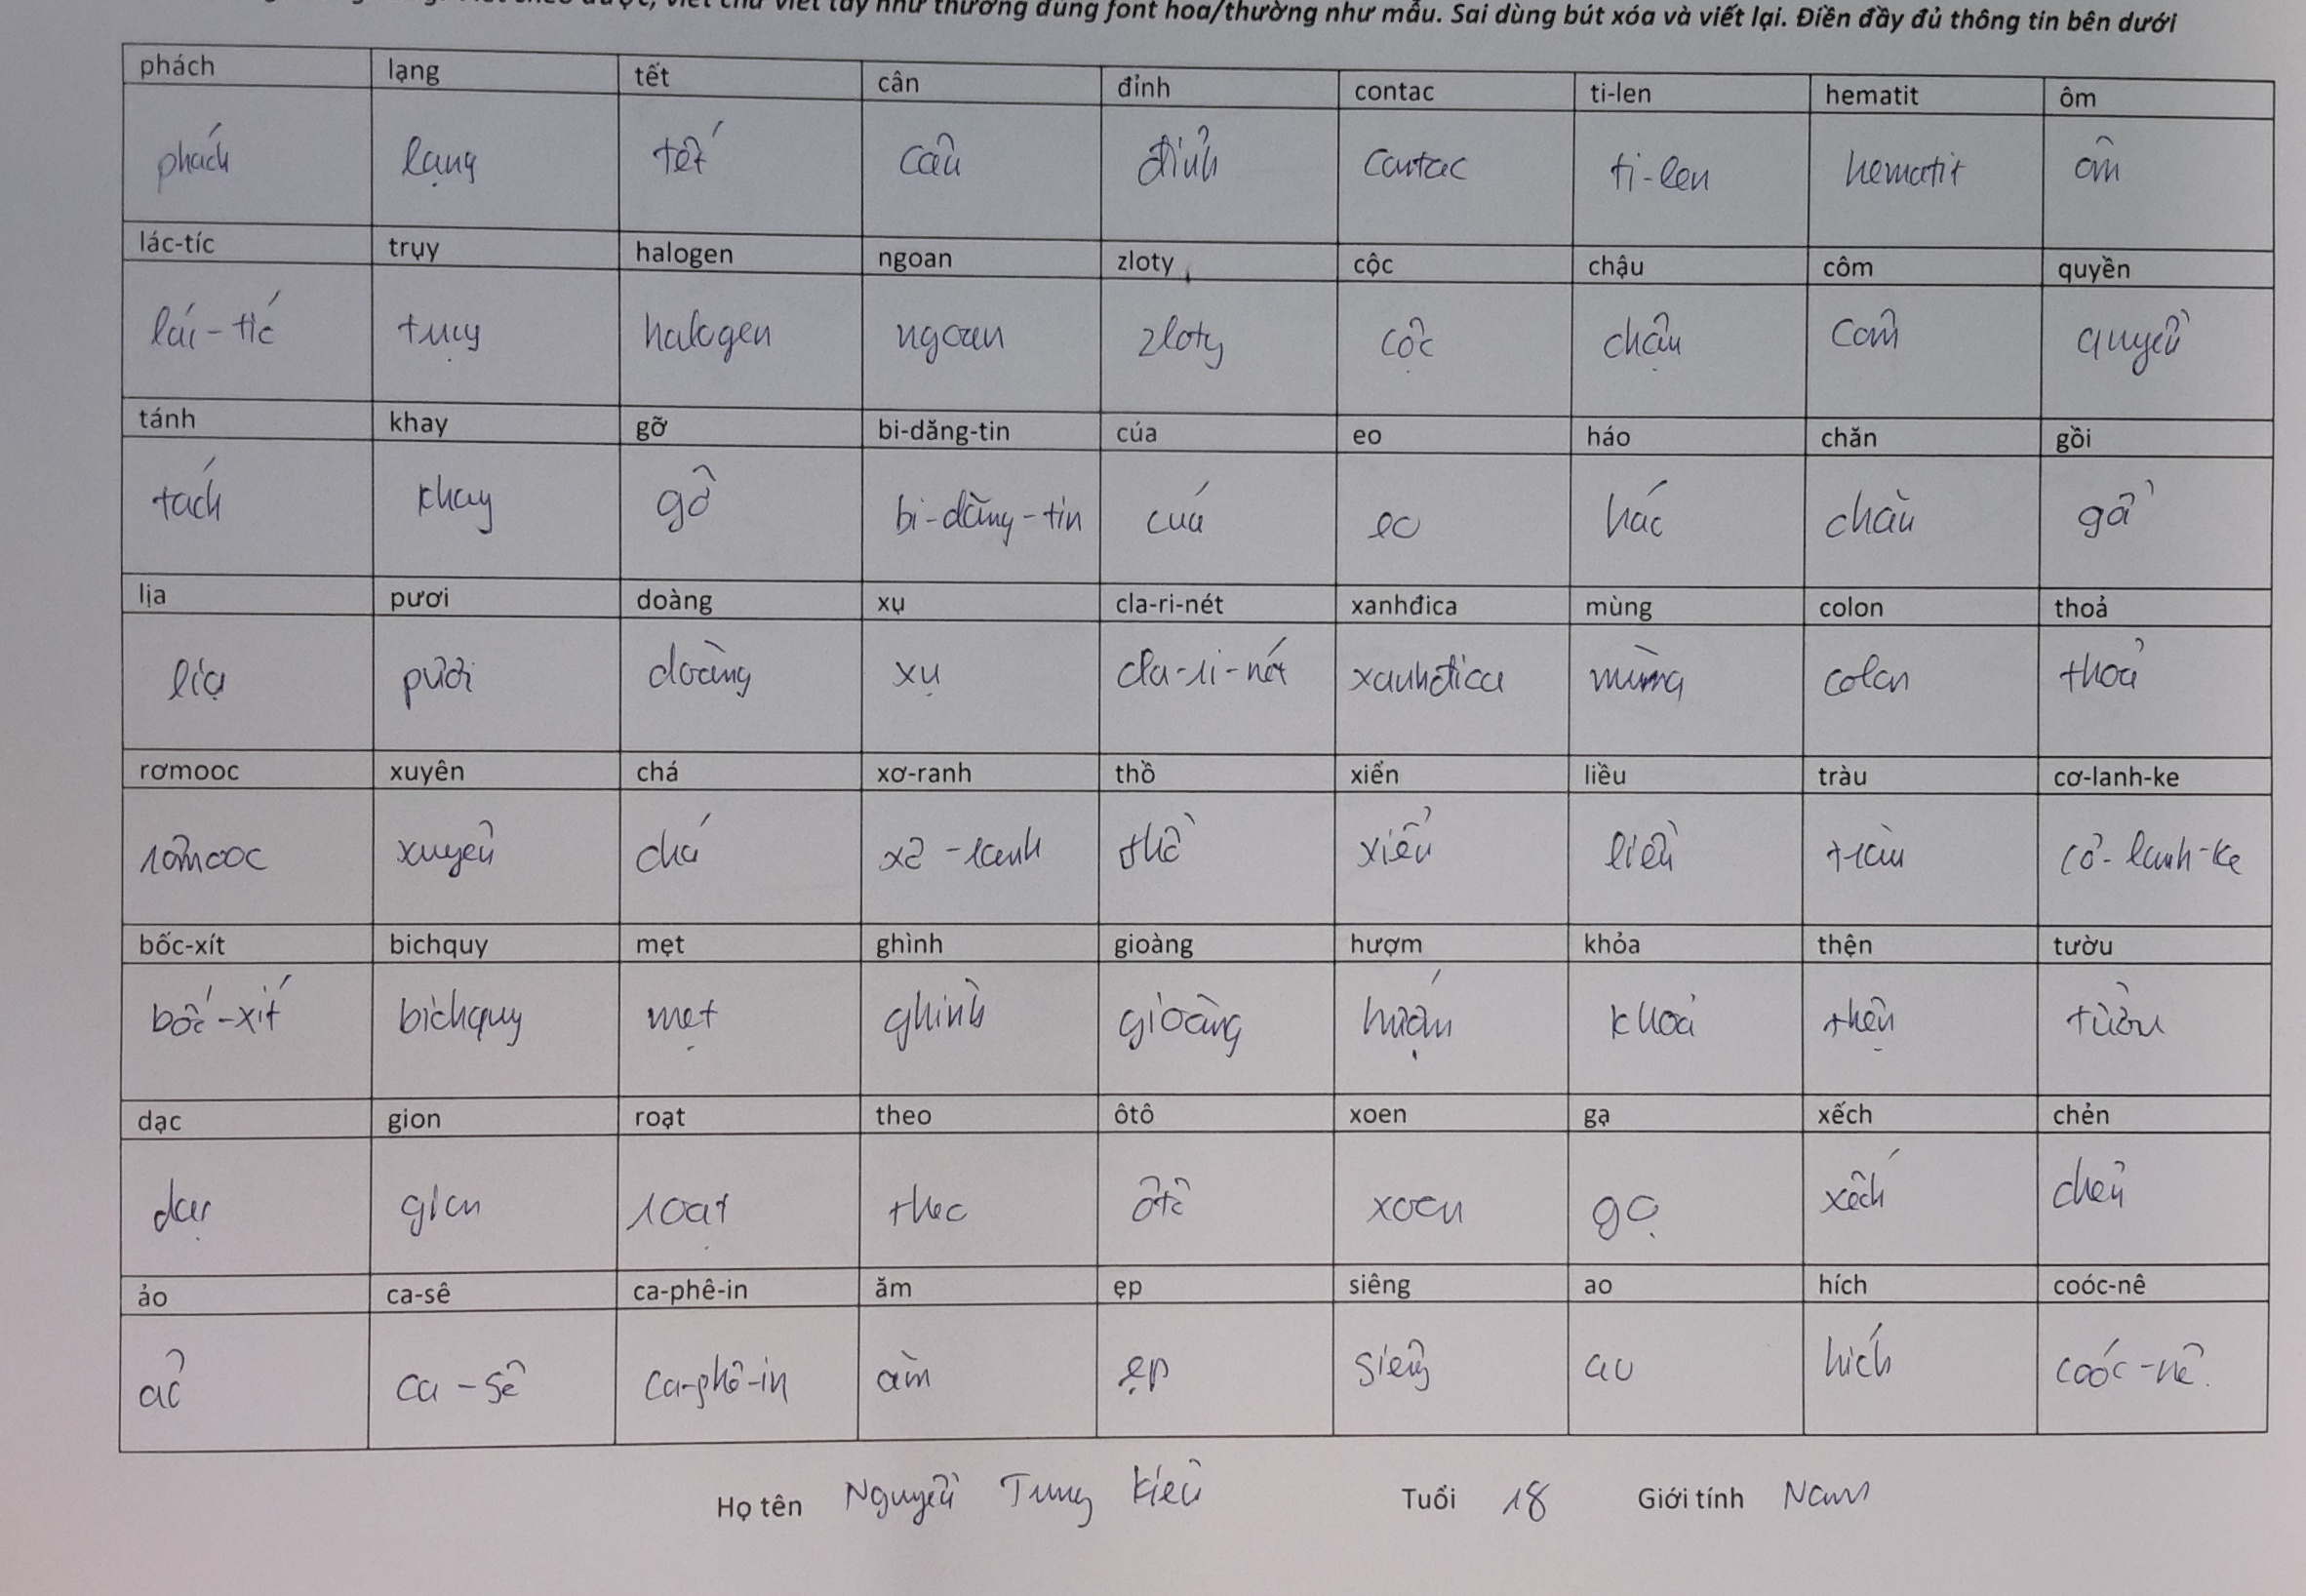 viết chữ viết tay như thường dùng font hoa/thường như mẫu. Sai dùng bút xóa và viết lại. Điền đầy đủ thông tin bên dưới
phách lạng tết cân đỉnh contac ti-len hematit ôm
phách lạng tết cân đỉnh contac ti-len hematit ôm
lác-tíc trụy halogen ngoan zloty cộc chậu côm quyền
lác-tíc trụy halogen ngoan zloty cộc chậu côm quyền
tánh khay gỡ bi-dăng-tin cúa eo háo chăn gồi
tách khay gỡ bi-dăng-tin cúa eo háo chăn
lịa pươi doàng xụ cla-ri-nét xanhđica mùng colon thoả
lịa pươi doàng xụ cla-ri-nét xanhđica mùng colon thoả
rơmooc xuyên chá xơ-ranh thồ xiển liều tràu cơ-lanh-ke
rơmooc xuyên chá xơ-ranh thồ xiển liều tràu cơ-lanh-ke
bốc-xít bichquy mẹt ghình gioàng hượm khỏa thện tườu
bốc-xít bichquy mẹt ghình gioàng khỏa thện tườu
dạc gion roạt theo ôtô xoen gạ xếch chẻn
dạc gion roạt theo ôtô xoen gạ xếch chẻn
ảo ca-sê ca-phê-in ăm ẹp siêng ao hích coóc-nê
ảo ca-sê ca-phê-in ăm ẹp siêng ao hích coóc-nê.
Họ tên Nguyễn Trung Kiên Tuổi 18 Giới tính Nam